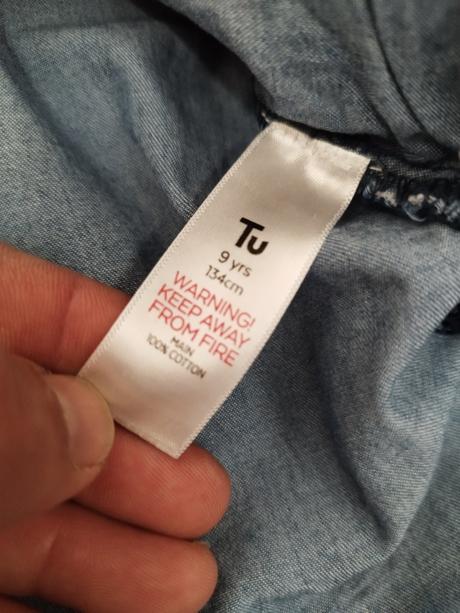 Tu
9 yrs
134cm
WARNING!
KEEP AWAY
FROM FIRE
MAIN
100% COTTON